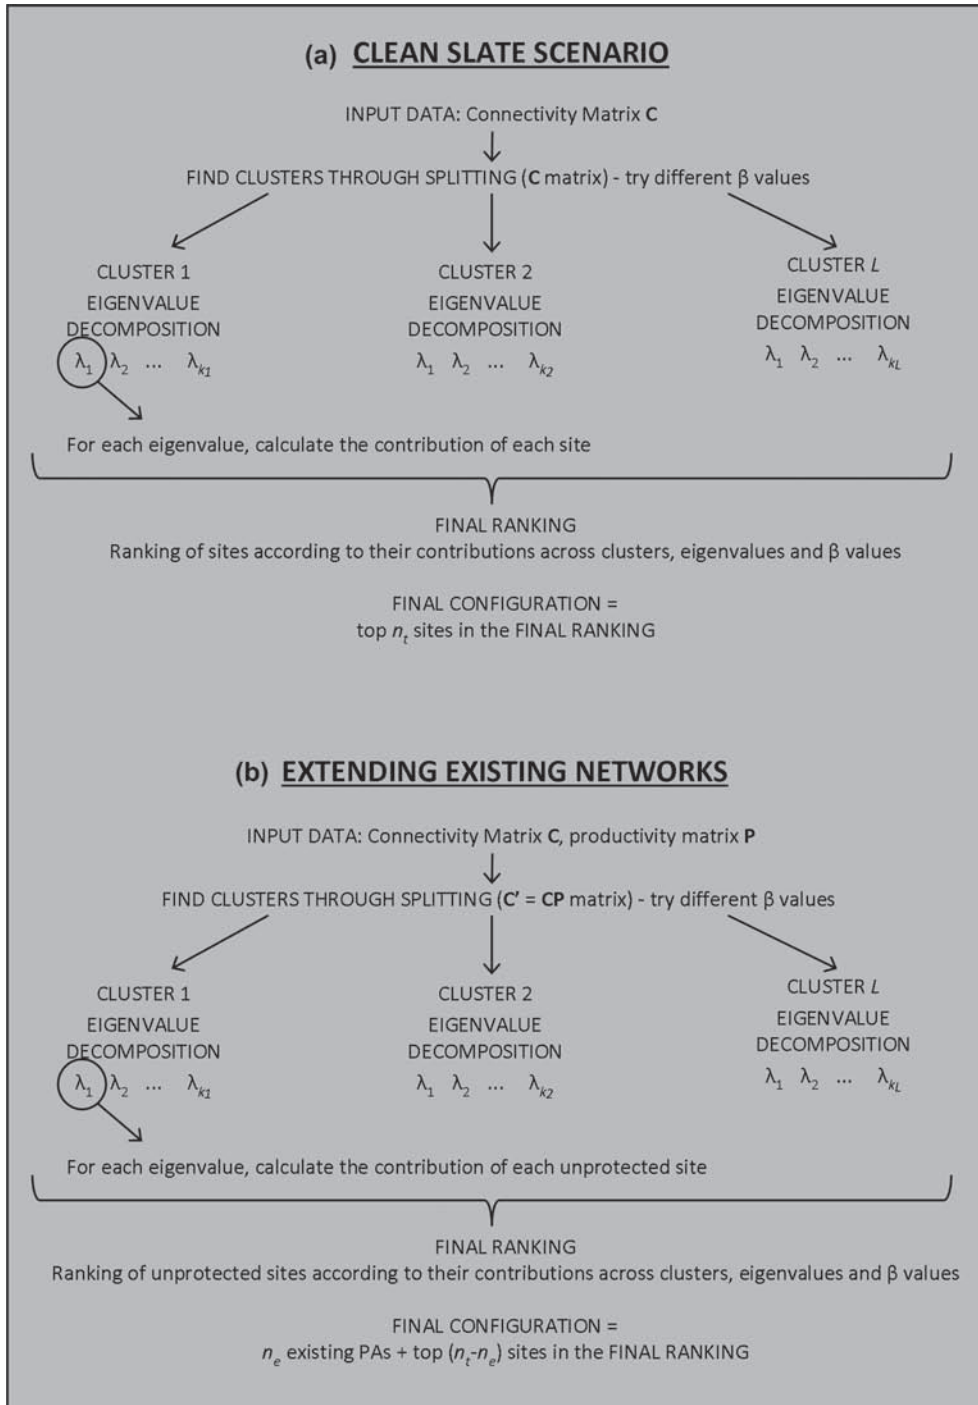 (a) CLEAN SLATE SCENARIO
INPUT DATA: Connectivity Matrix C
FIND CLUSTERS THROUGH SPLITTING (C matrix) - try different β values
CLUSTER 1
EIGENVALUE
DECOMPOSITION
λ1 λ2 ... λk1
CLUSTER 2
EIGENVALUE
DECOMPOSITION
λ1 λ2 ... λk2
CLUSTER L
EIGENVALUE
DECOMPOSITION
λ1 λ2 ... λkL
For each eigenvalue, calculate the contribution of each site
FINAL RANKING
Ranking of sites according to their contributions across clusters, eigenvalues and β values
FINAL CONFIGURATION =
top nt sites in the FINAL RANKING
(b) EXTENDING EXISTING NETWORKS
INPUT DATA: Connectivity Matrix C, productivity matrix P
FIND CLUSTERS THROUGH SPLITTING (C' = CP matrix) - try different β values
CLUSTER 1
EIGENVALUE
DECOMPOSITION
λ1 λ2 ... λk1
CLUSTER 2
EIGENVALUE
DECOMPOSITION
λ1 λ2 ... λk2
CLUSTER L
EIGENVALUE
DECOMPOSITION
λ1 λ2 ... λkL
For each eigenvalue, calculate the contribution of each unprotected site
FINAL RANKING
Ranking of unprotected sites according to their contributions across clusters, eigenvalues and β values
FINAL CONFIGURATION =
ne existing PAs + top (nt-ne) sites in the FINAL RANKING